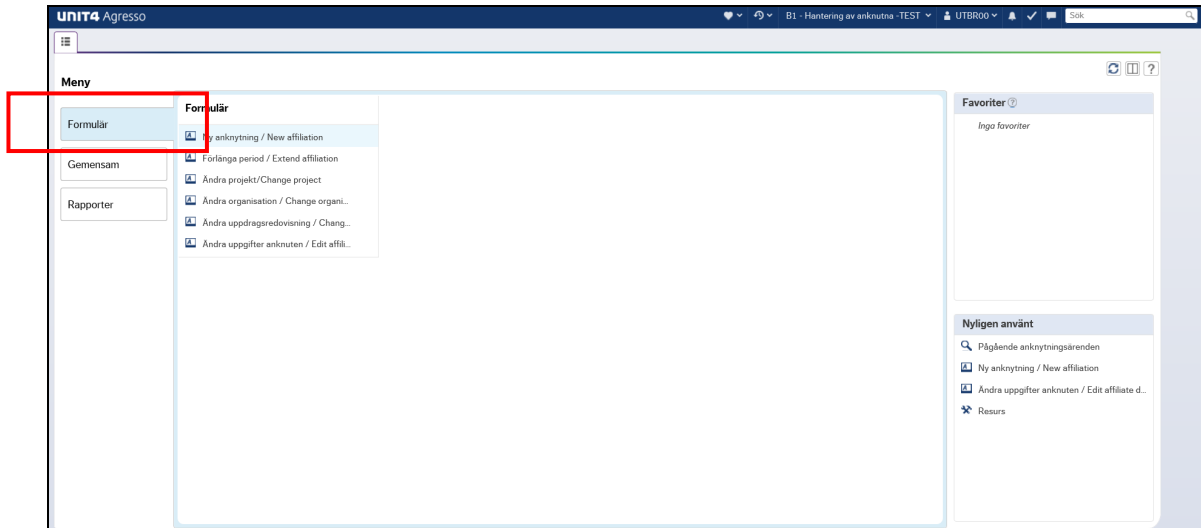 UNIT4 Agresso
B1 - Hantering av anknutna -TEST
UTBR00
Sök
Meny
Formulär
Gemensam
Rapporter
Formulär
Ny anknytning / New affiliation
Förlänga period / Extend affiliation
Ändra projekt/Change project
Ändra organisation / Change organi...
Ändra uppdragsredovisning / Chang...
Ändra uppgifter anknuten / Edit affili...
Favoriter ?
Inga favoriter
Nyligen använt
Pågående anknytningsärenden
Ny anknytning / New affiliation
Ändra uppgifter anknuten / Edit affiliate d...
Resurs